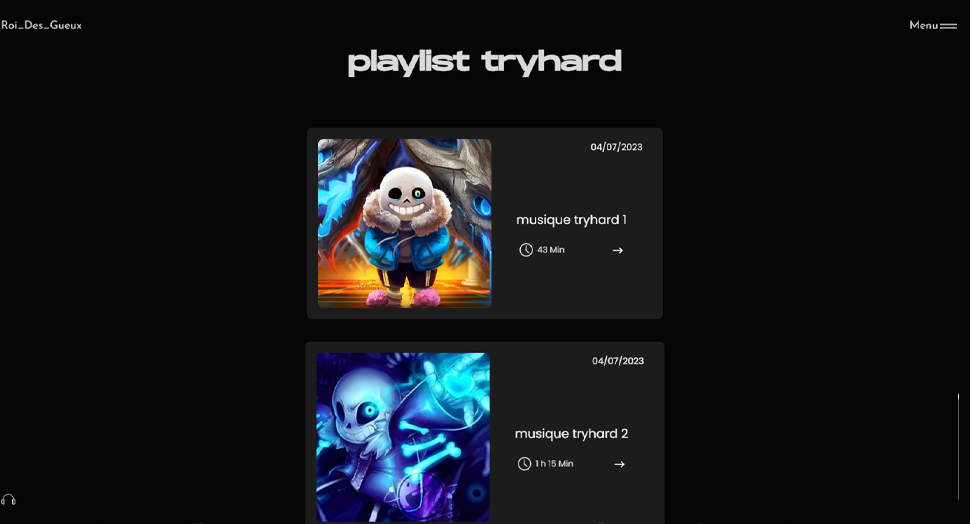 Roi_Des_Gueux
Menu
playlist tryhard
04/07/2023
musique tryhard 1
43 Min
04/07/2023
musique tryhard 2
1 h 15 Min